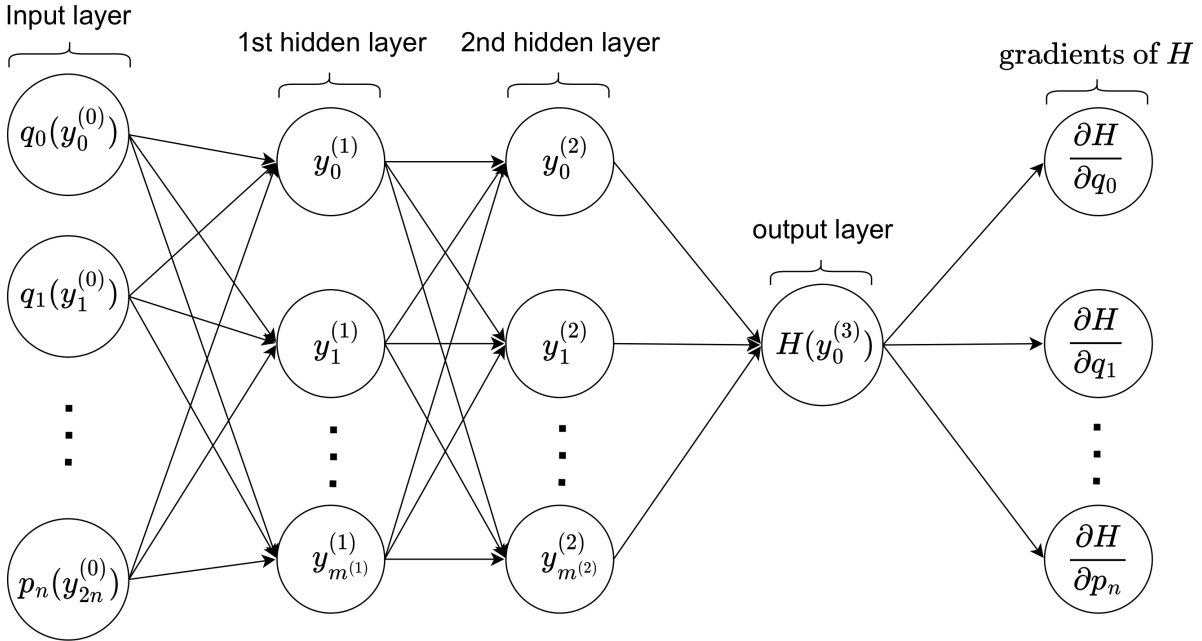 Input layer
1st hidden layer
2nd hidden layer
output layer
gradients of H
q₀(y₀⁽⁰⁾)
q₁(y₁⁽⁰⁾)
pₙ(y₂ₙ⁽⁰⁾)
y₀⁽¹⁾
y₁⁽¹⁾
y_{m⁽¹⁾}⁽¹⁾
y₀⁽²⁾
y₁⁽²⁾
y_{m⁽²⁾}⁽²⁾
H(y₀⁽³⁾)
∂H
∂q₀
∂H
∂q₁
∂H
∂pₙ